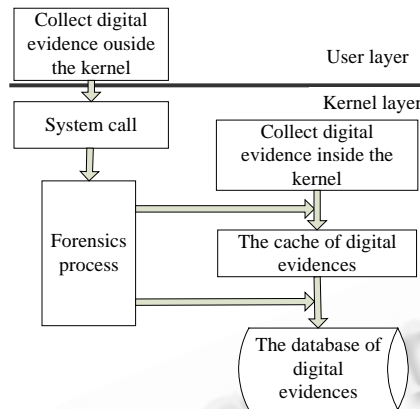 Collect digital
evidence ouside
the kernel
User layer
Kernel layer
System call
Collect digital
evidence inside the
kernel
Forensics
process
The cache of digital
evidences
The database of
digital
evidences